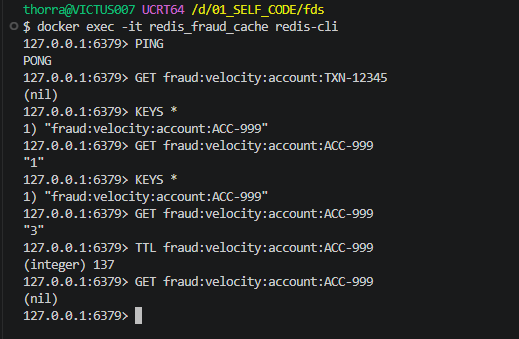 thorra@VICTUS007 UCRT64 /d/01_SELF_CODE/fds
$ docker exec -it redis_fraud_cache redis-cli
127.0.0.1:6379> PING
PONG
127.0.0.1:6379> GET fraud:velocity:account:TXN-12345
(nil)
127.0.0.1:6379> KEYS *
1) "fraud:velocity:account:ACC-999"
127.0.0.1:6379> GET fraud:velocity:account:ACC-999
"1"
127.0.0.1:6379> KEYS *
1) "fraud:velocity:account:ACC-999"
127.0.0.1:6379> GET fraud:velocity:account:ACC-999
"3"
127.0.0.1:6379> TTL fraud:velocity:account:ACC-999
(integer) 137
127.0.0.1:6379> GET fraud:velocity:account:ACC-999
(nil)
127.0.0.1:6379>